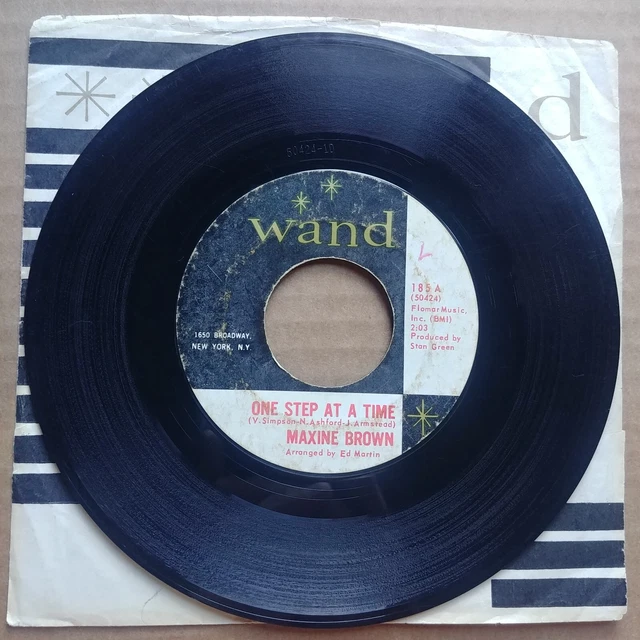 d
50424-10
wand
185 A
(50424)
Flomar Music,
Inc. (BMI)
2:03
Produced by
Stan Green
1650 BROADWAY,
NEW YORK, N.Y.
ONE STEP AT A TIME
(V. Simpson-N. Ashford-J. Armstead)
MAXINE BROWN
Arranged by Ed Martin